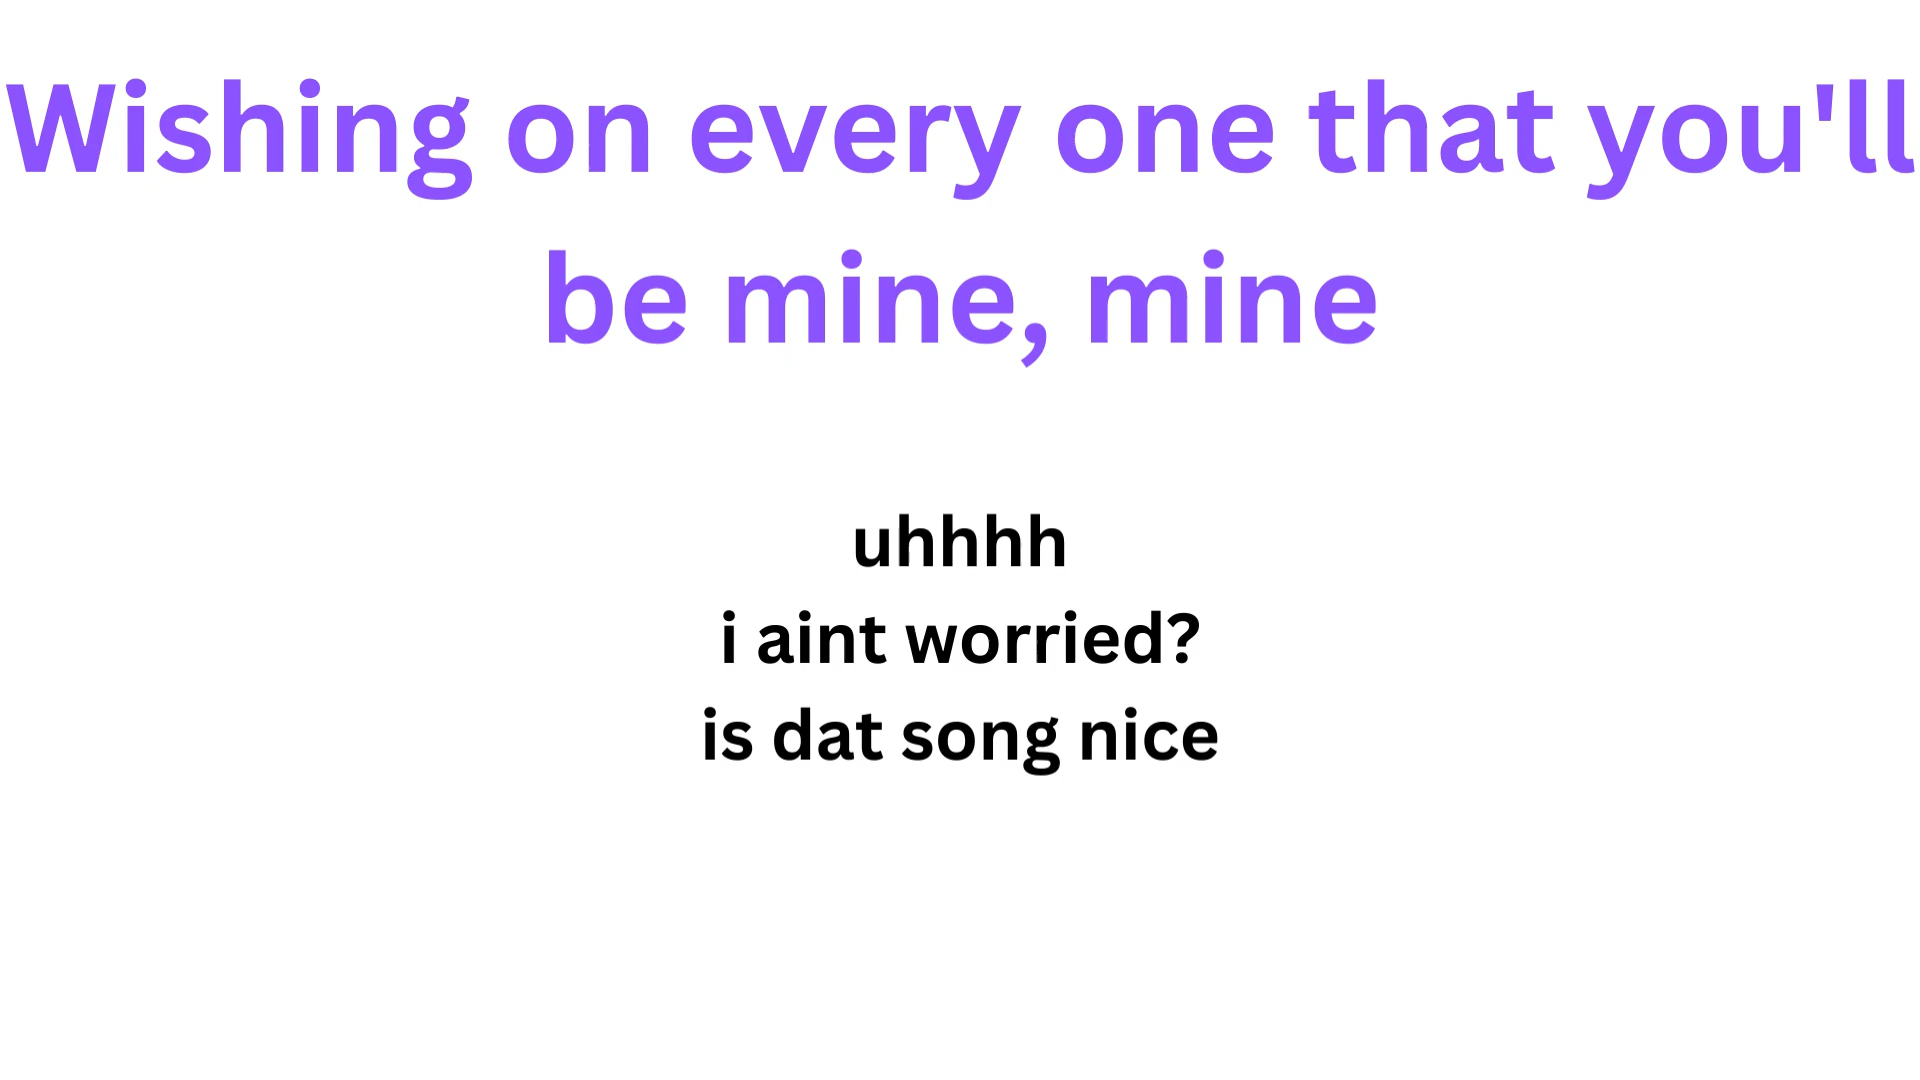 Wishing on every one that you'll
be mine, mine
uhhhh
i aint worried?
is dat song nice